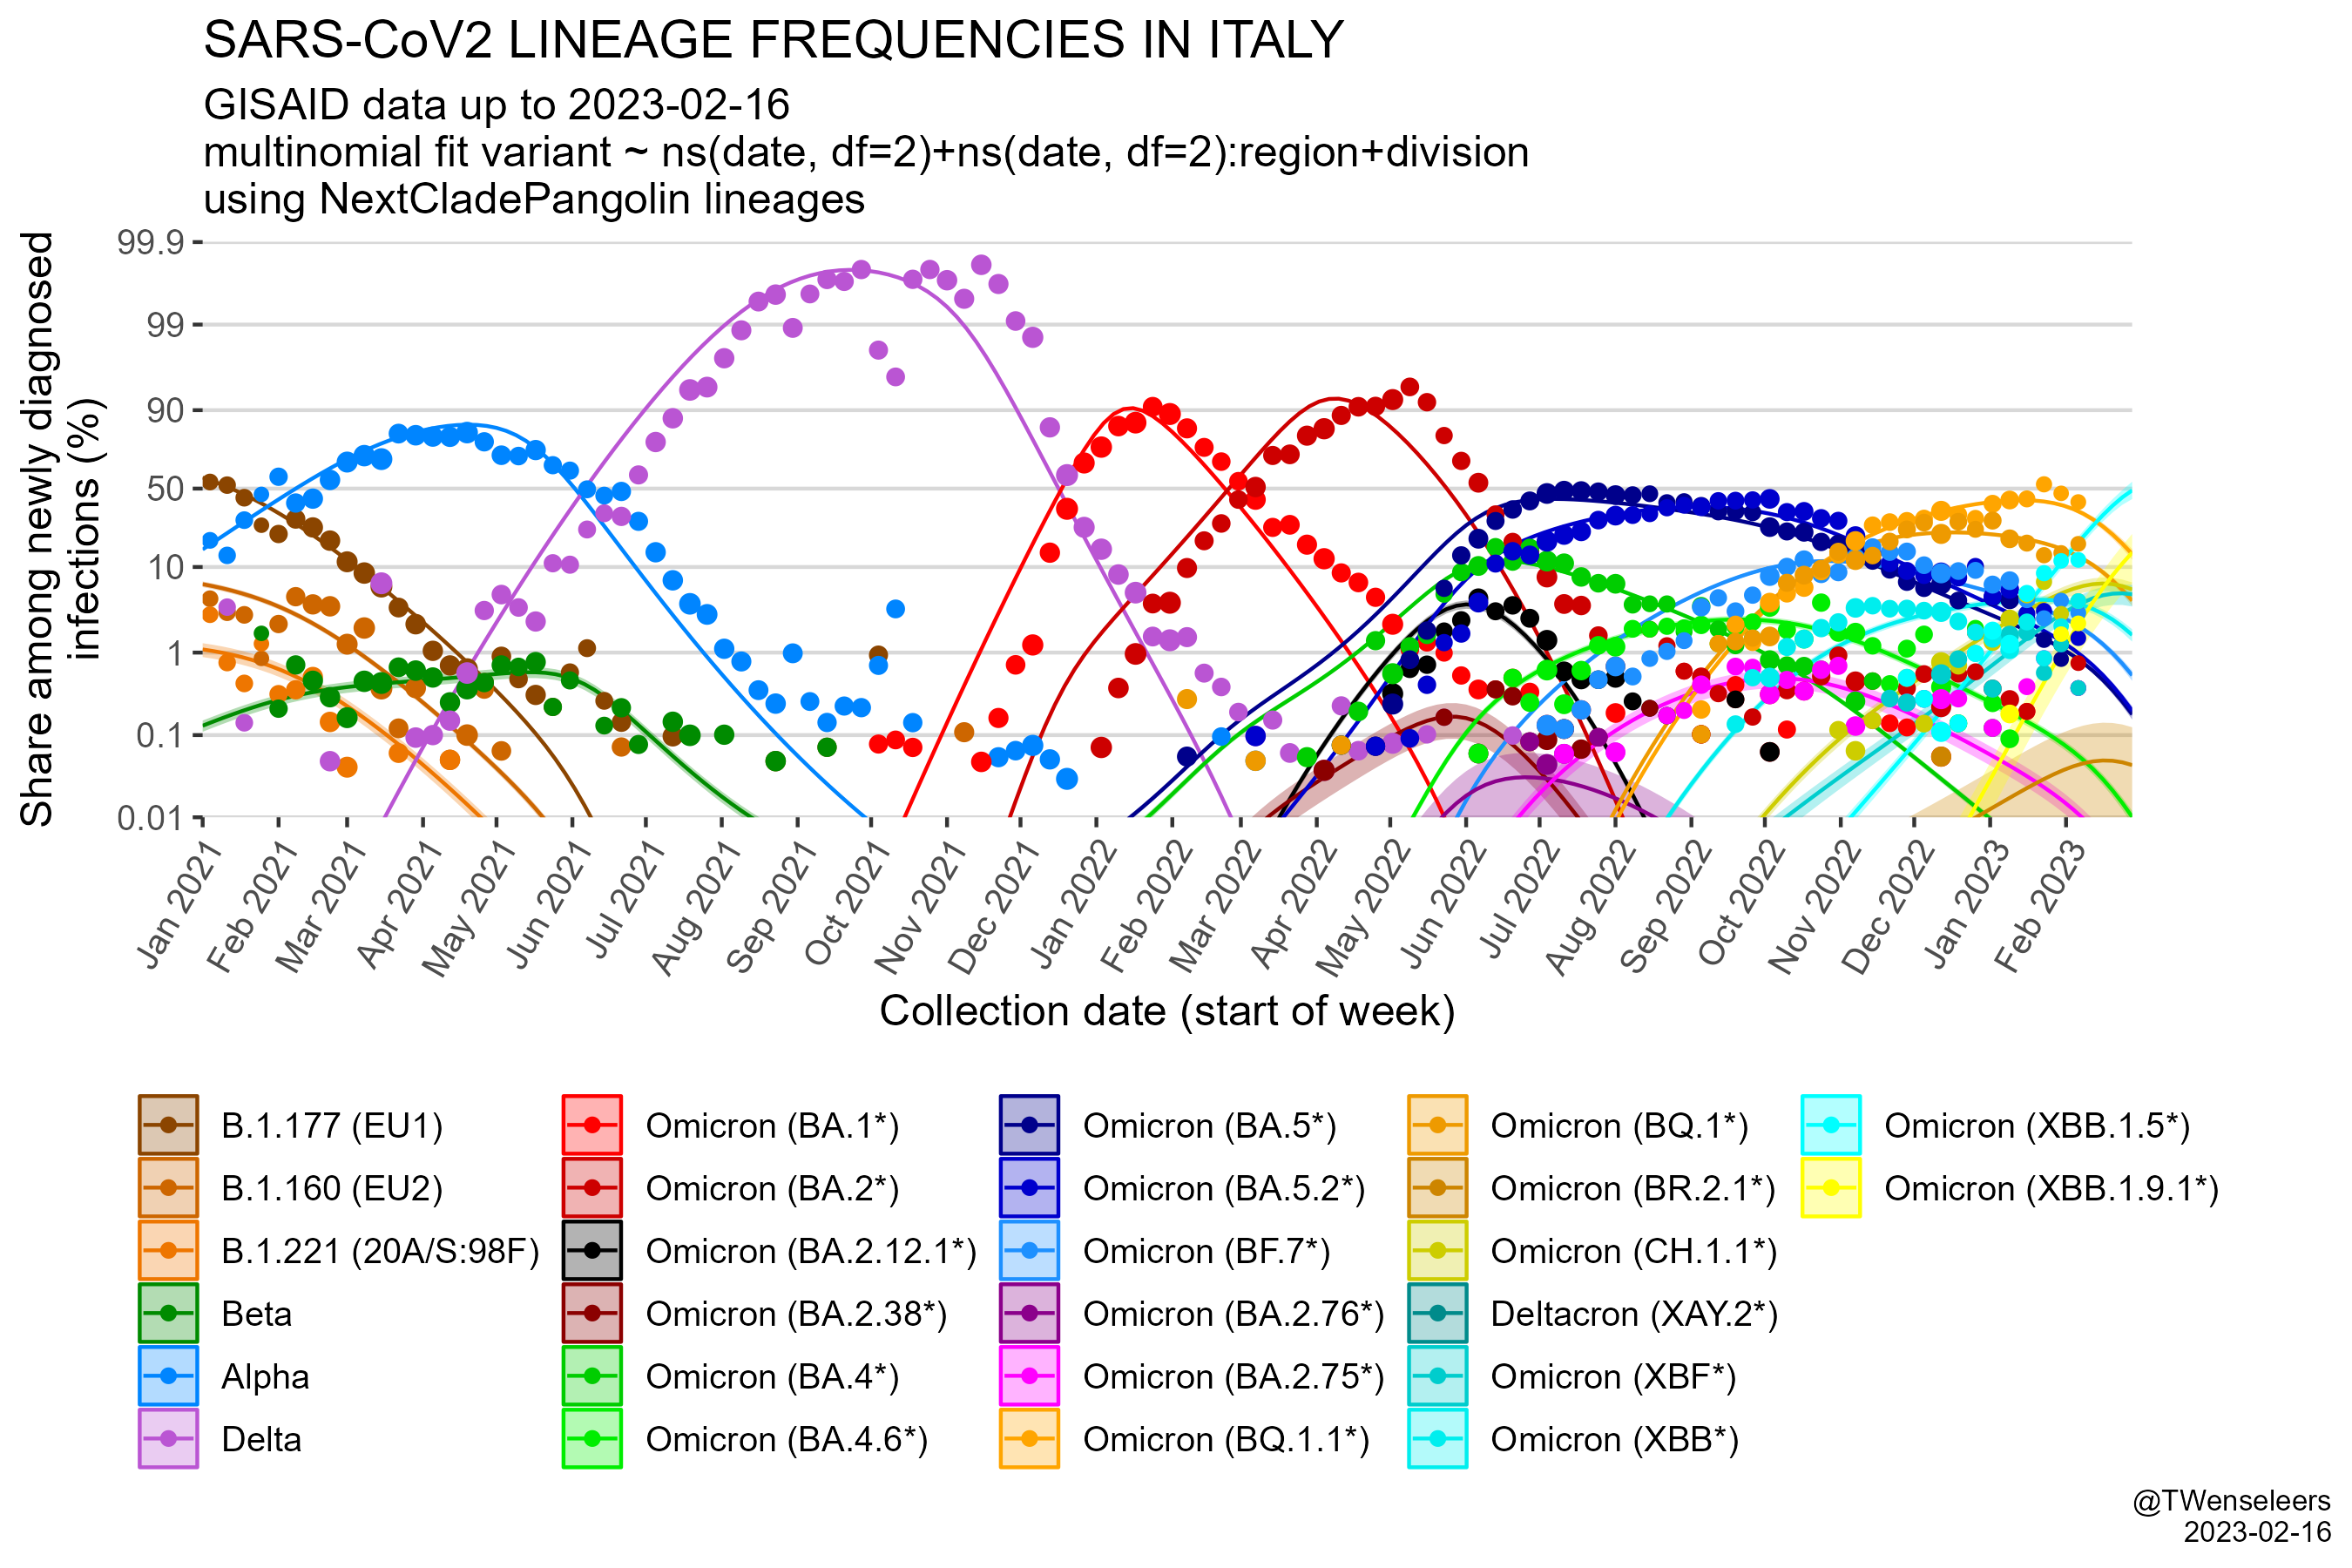 SARS-CoV2 LINEAGE FREQUENCIES IN ITALY
GISAID data up to 2023-02-16
multinomial fit variant ~ ns(date, df=2)+ns(date, df=2):region+division
using NextCladePangolin lineages
Share among newly diagnosed
infections (%)
99.9
99
90
50
10
1
0.1
0.01
Jan 2021
Feb 2021
Mar 2021
Apr 2021
May 2021
Jun 2021
Jul 2021
Aug 2021
Sep 2021
Oct 2021
Nov 2021
Dec 2021
Jan 2022
Feb 2022
Mar 2022
Apr 2022
May 2022
Jun 2022
Jul 2022
Aug 2022
Sep 2022
Oct 2022
Nov 2022
Dec 2022
Jan 2023
Feb 2023
Collection date (start of week)
B.1.177 (EU1)
B.1.160 (EU2)
B.1.221 (20A/S:98F)
Beta
Alpha
Delta
Omicron (BA.1*)
Omicron (BA.2*)
Omicron (BA.2.12.1*)
Omicron (BA.2.38*)
Omicron (BA.4*)
Omicron (BA.4.6*)
Omicron (BA.5*)
Omicron (BA.5.2*)
Omicron (BF.7*)
Omicron (BA.2.76*)
Omicron (BA.2.75*)
Omicron (BQ.1.1*)
Omicron (BQ.1*)
Omicron (BR.2.1*)
Omicron (CH.1.1*)
Deltacron (XAY.2*)
Omicron (XBF*)
Omicron (XBB*)
Omicron (XBB.1.5*)
Omicron (XBB.1.9.1*)
@TWenseleers
2023-02-16